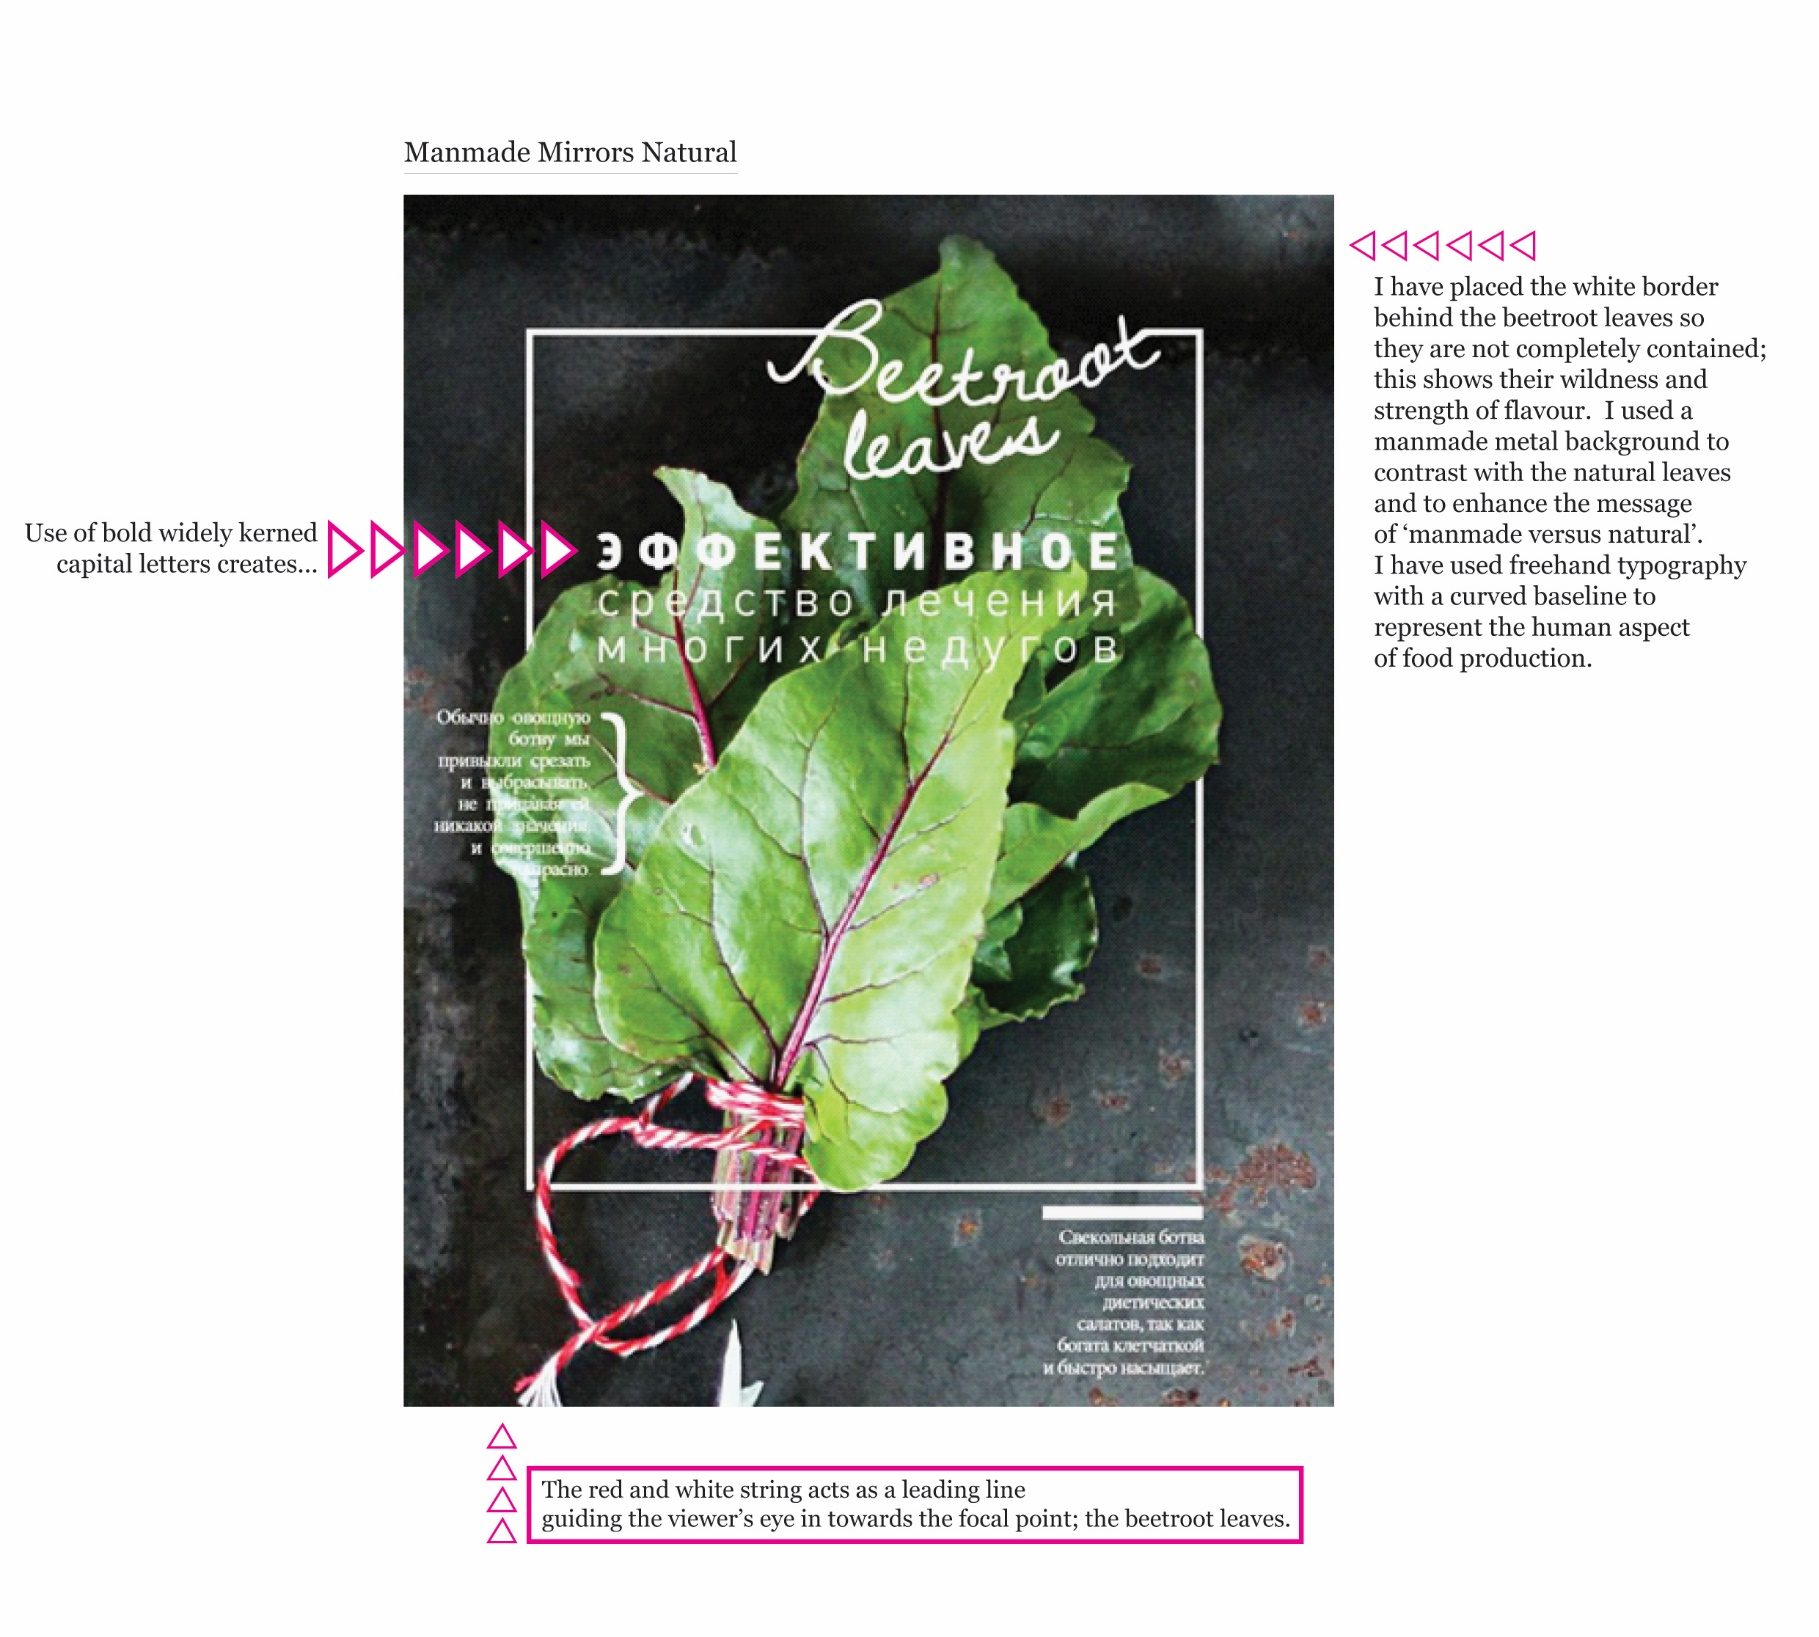 Manmade Mirrors Natural
Beetroot
leaves
Use of bold widely kerned
capital letters creates...
ЭФФЕКТИВНОЕ
средство лечения
многих недугов
I have placed the white border
behind the beetroot leaves so
they are not completely contained;
this shows their wildness and
strength of flavour.  I used a
manmade metal background to
contrast with the natural leaves
and to enhance the message
of ‘manmade versus natural’.
I have used freehand typography
with a curved baseline to
represent the human aspect
of food production.
Обычно овощную
ботву мы
привыкли срезать
и выбрасывать,
не придавая ей
никакой значения,
и совершенно
напрасно.
Свекольная ботва
отлично подходит
для овощных
диетических
салатов, так как
богата клетчаткой
и быстро насыщает.
The red and white string acts as a leading line
guiding the viewer’s eye in towards the focal point; the beetroot leaves.